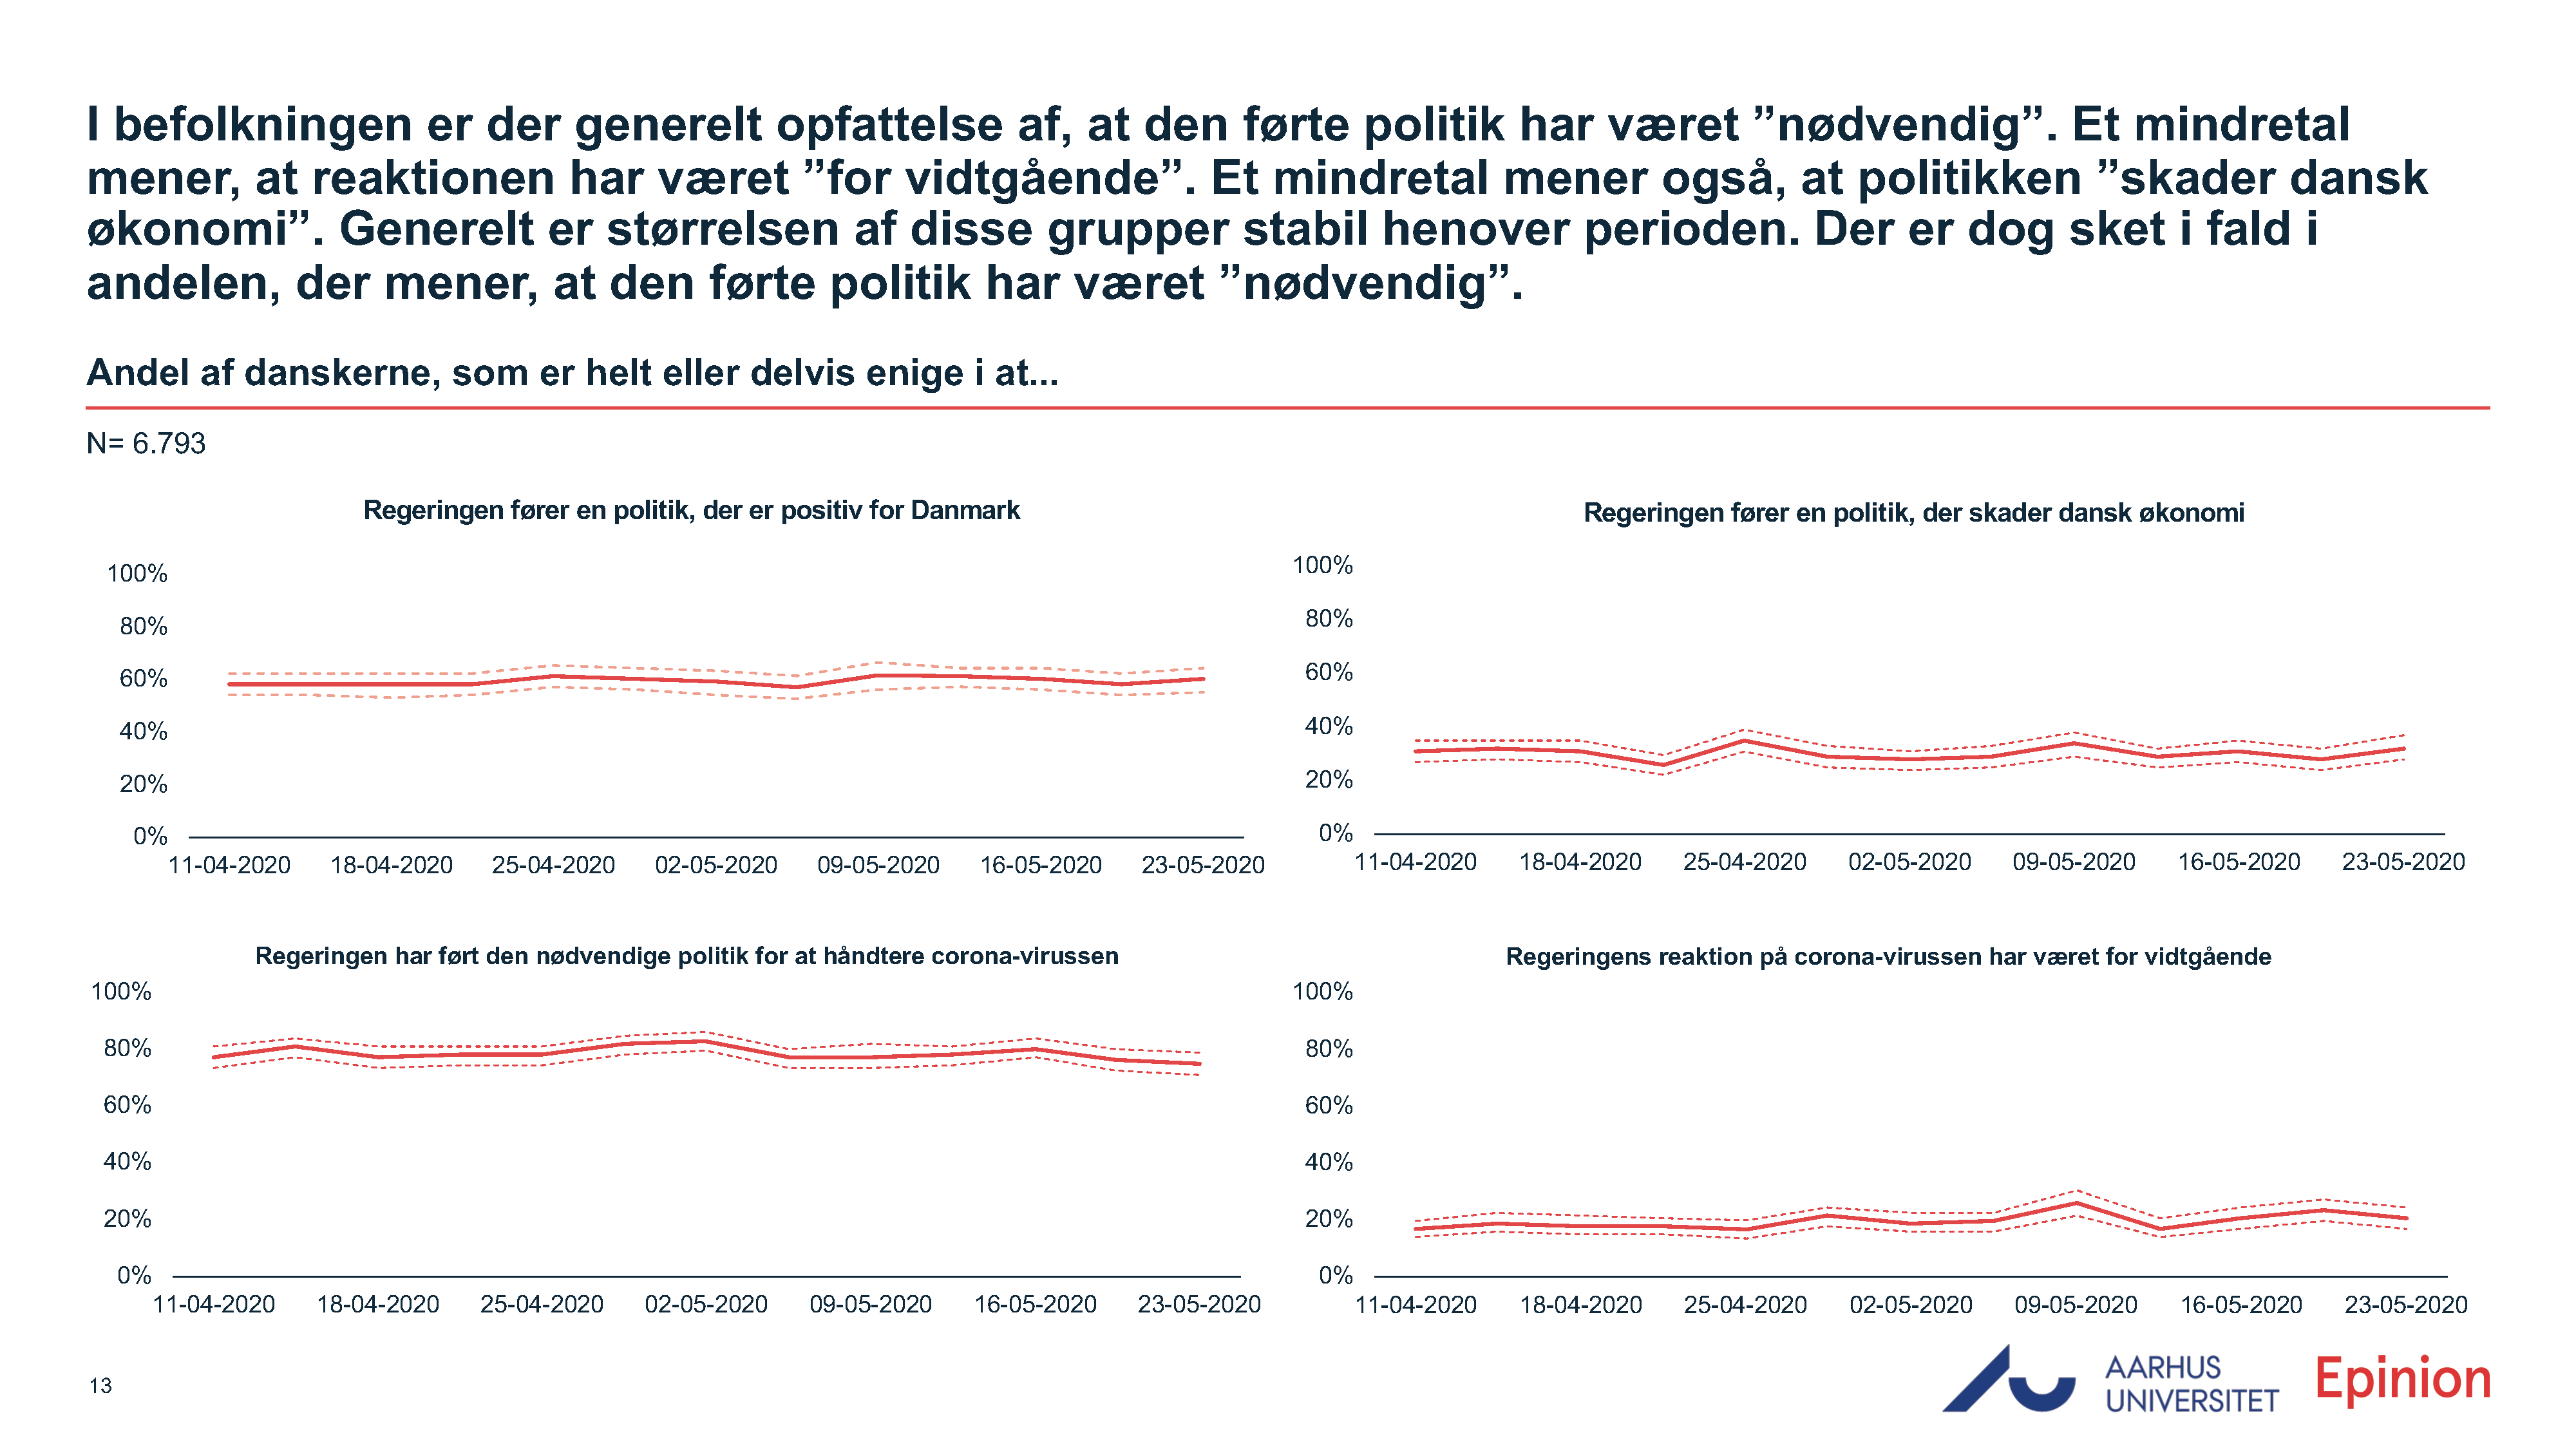 I befolkningen er der generelt opfattelse af, at den førte politik har været ”nødvendig”. Et mindretal
mener, at reaktionen har været ”for vidtgående”. Et mindretal mener også, at politikken ”skader dansk
økonomi”. Generelt er størrelsen af disse grupper stabil henover perioden. Der er dog sket i fald i
andelen, der mener, at den førte politik har været ”nødvendig”.
Andel af danskerne, som er helt eller delvis enige i at...
N= 6.793
Regeringen fører en politik, der er positiv for Danmark
100%
80%
60%
40%
20%
0%
11-04-2020 18-04-2020 25-04-2020 02-05-2020 09-05-2020 16-05-2020 23-05-2020
Regeringen fører en politik, der skader dansk økonomi
100%
80%
60%
40%
20%
0%
11-04-2020 18-04-2020 25-04-2020 02-05-2020 09-05-2020 16-05-2020 23-05-2020
Regeringen har ført den nødvendige politik for at håndtere corona-virussen
100%
80%
60%
40%
20%
0%
11-04-2020 18-04-2020 25-04-2020 02-05-2020 09-05-2020 16-05-2020 23-05-2020
Regeringens reaktion på corona-virussen har været for vidtgående
100%
80%
60%
40%
20%
0%
11-04-2020 18-04-2020 25-04-2020 02-05-2020 09-05-2020 16-05-2020 23-05-2020
13
AARHUS
UNIVERSITET
Epinion